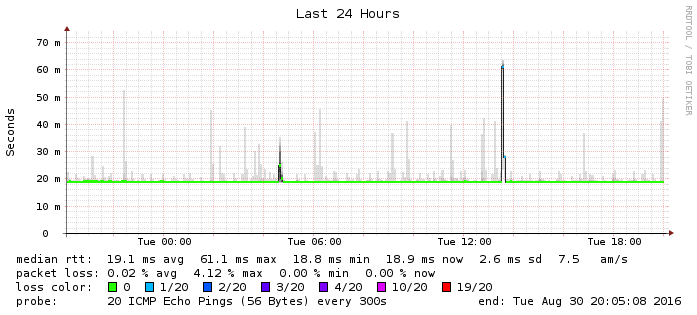 Last 24 Hours
RRDTOOL / TOBI OETIKER
Seconds
70 m
60 m
50 m
40 m
30 m
20 m
10 m
0
Tue 00:00 Tue 06:00 Tue 12:00 Tue 18:00
median rtt: 19.1 ms avg 61.1 ms max 18.8 ms min 18.9 ms now 2.6 ms sd 7.5 am/s
packet loss: 0.02 % avg 4.12 % max 0.00 % min 0.00 % now
loss color: 0 1/20 2/20 3/20 4/20 10/20 19/20
probe: 20 ICMP Echo Pings (56 Bytes) every 300s end: Tue Aug 30 20:05:08 2016